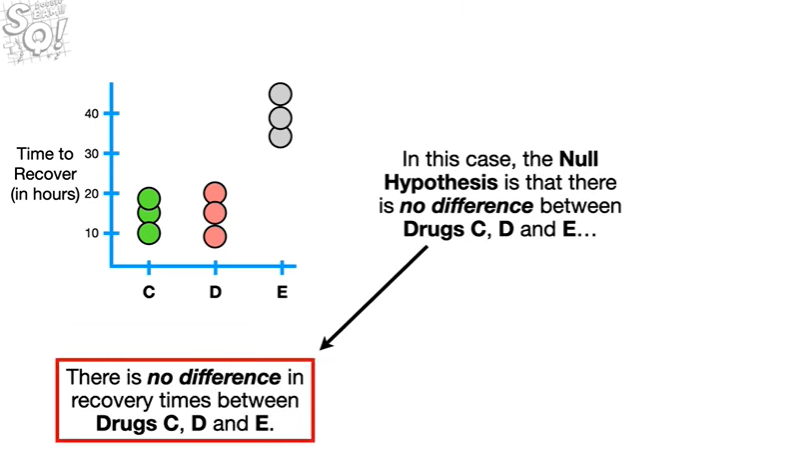 STATQUEST!
40
Time to
Recover
(in hours)
30
20
10
C D E
In this case, the Null
Hypothesis is that there
is no difference between
Drugs C, D and E…
There is no difference in
recovery times between
Drugs C, D and E.